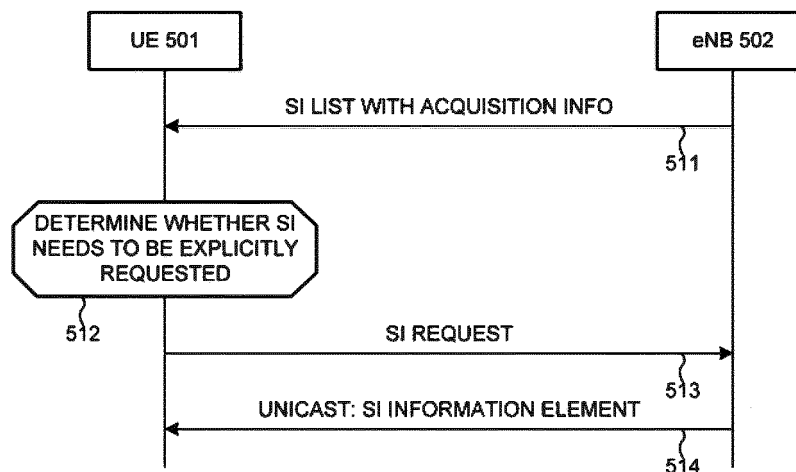 UE 501
eNB 502
SI LIST WITH ACQUISITION INFO
511
DETERMINE WHETHER SI
NEEDS TO BE EXPLICITLY
REQUESTED
512
SI REQUEST
513
UNICAST: SI INFORMATION ELEMENT
514